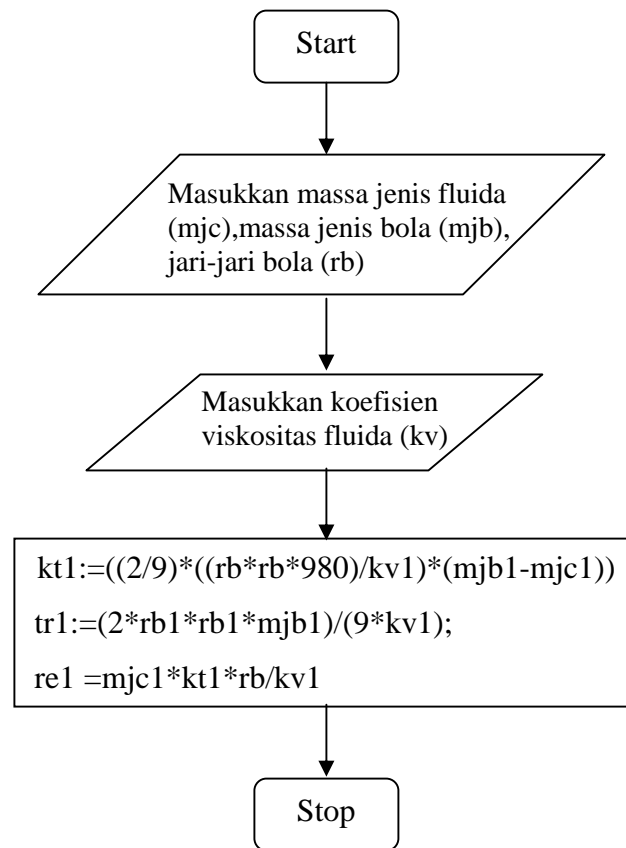 Start
Masukkan massa jenis fluida
(mjc),massa jenis bola (mjb),
jari-jari bola (rb)
Masukkan koefisien
viskositas fluida (kv)
kt1:=((2/9)*((rb*rb*980)/kv1)*(mjb1-mjc1))
tr1:=(2*rb1*rb1*mjb1)/(9*kv1);
re1 =mjc1*kt1*rb/kv1
Stop